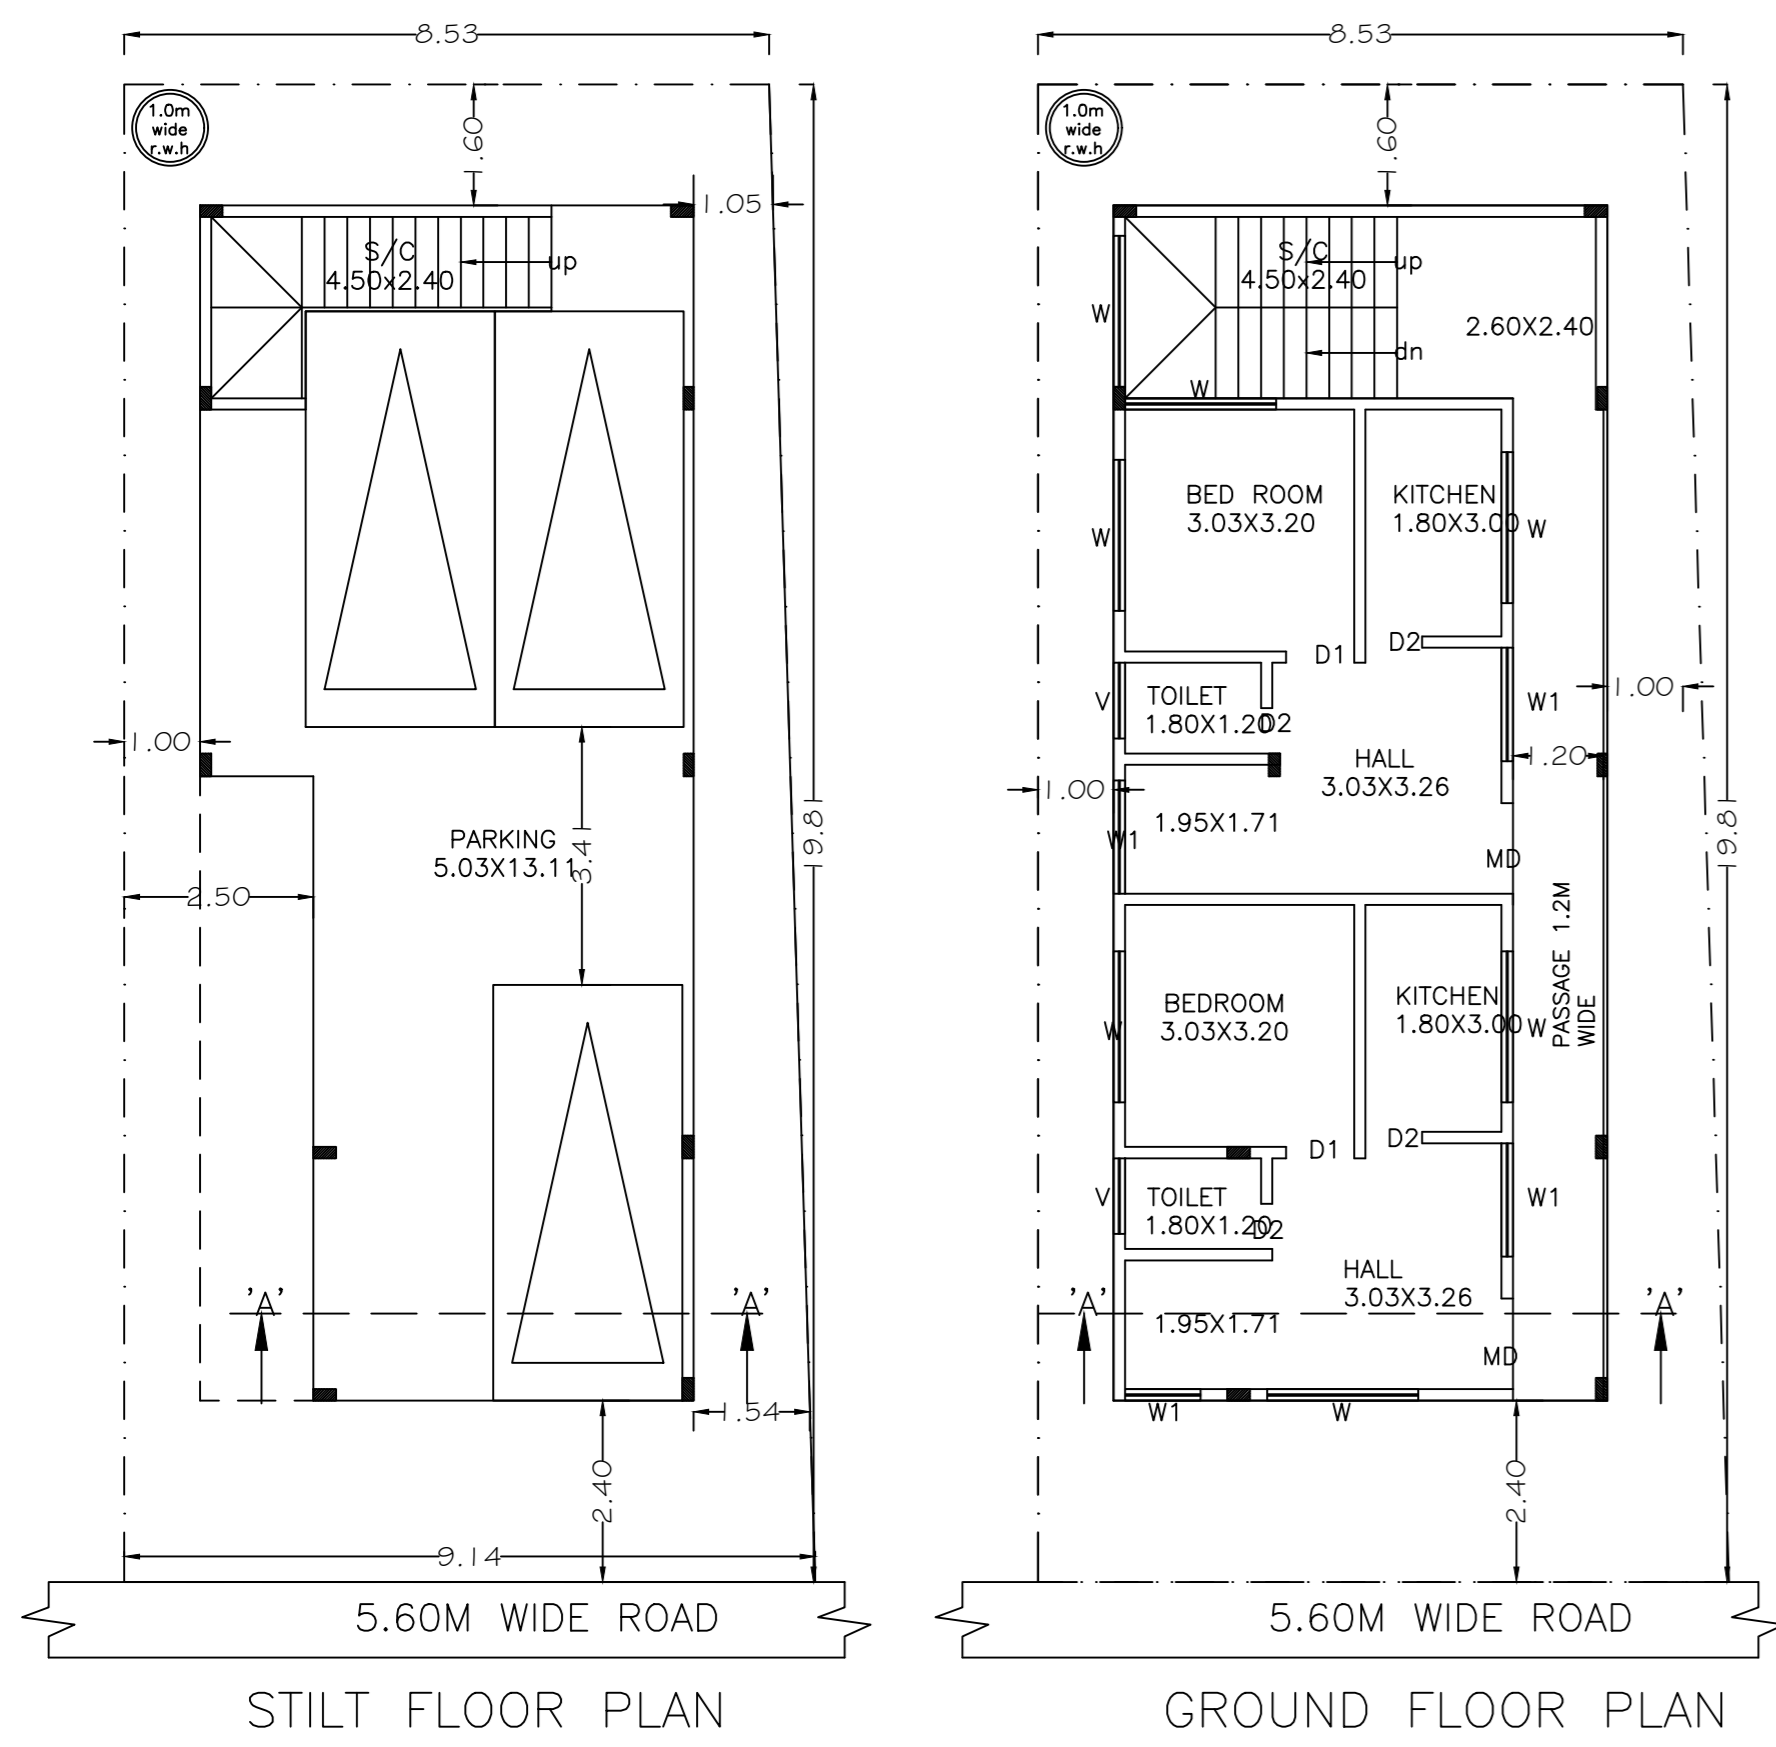 8.53
1.0m
wide
r.w.h
1.60
1.05
S/C
4.50x2.40
up
1.00
19.81
PARKING
5.03X13.11
3.41
2.50
'A'
'A'
1.54
2.40
9.14
5.60M WIDE ROAD
STILT FLOOR PLAN
8.53
1.0m
wide
r.w.h
1.60
S/C
4.50x2.40
up
W
2.60X2.40
dn
W
BED ROOM
3.03X3.20
KITCHEN
1.80X3.00
W
W
D1
D2
TOILET
1.80X1.20
V
D2
W1
1.00
HALL
3.03X3.26
1.20
1.00
1.95X1.71
W1
MD
19.81
PASSAGE 1.2M
WIDE
BEDROOM
3.03X3.20
KITCHEN
1.80X3.00
W
W
D1
D2
TOILET
1.80X1.20
V
D2
W1
HALL
3.03X3.26
'A'
'A'
1.95X1.71
MD
W1
W
2.40
5.60M WIDE ROAD
GROUND FLOOR PLAN